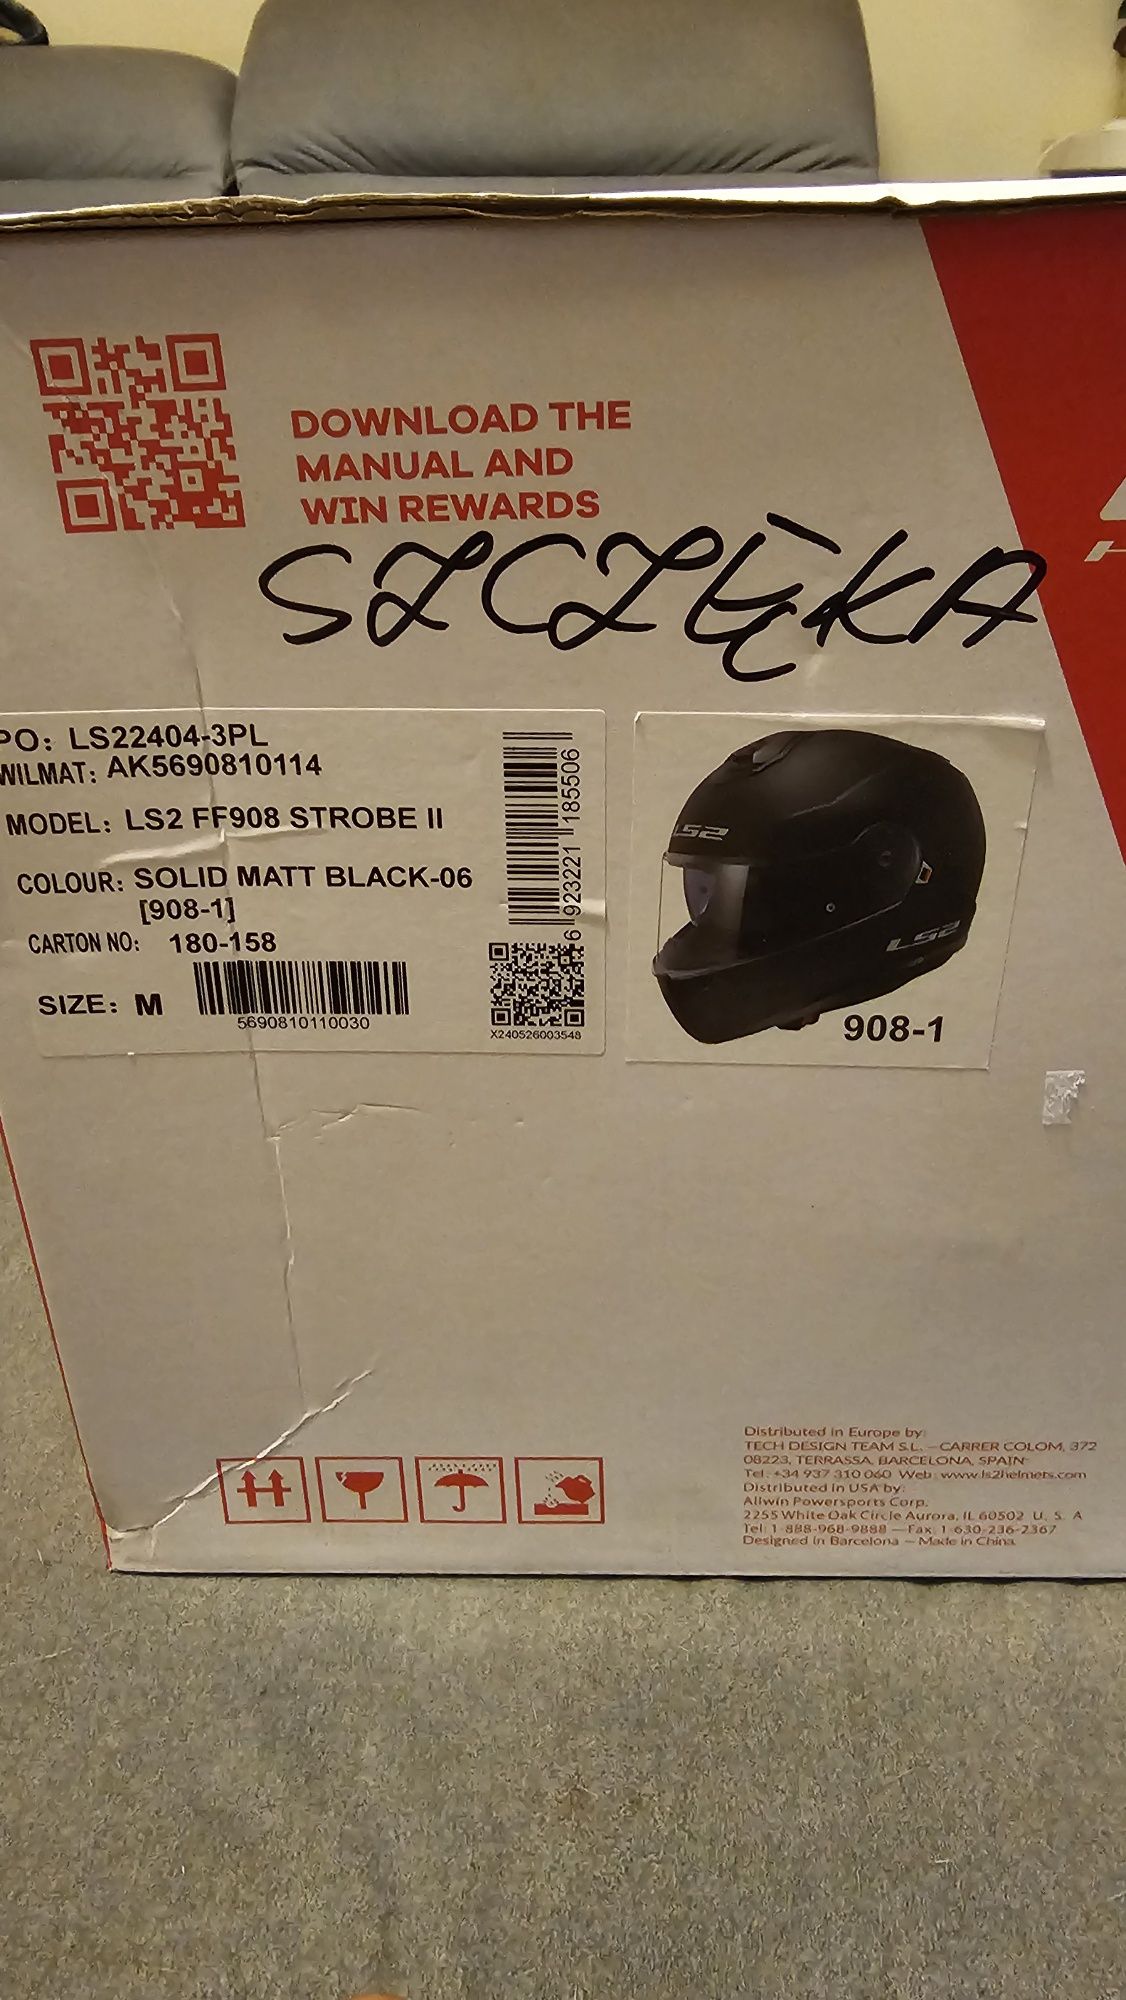 DOWNLOAD THE
MANUAL AND
WIN REWARDS
SZCZĘKA
PO: LS22404-3PL
WILMAT: AK5690810114
MODEL: LS2 FF908 STROBE II
COLOUR: SOLID MATT BLACK-06
[908-1]
CARTON NO: 180-158
SIZE: M
5690810110030
6 923221 185506
X240526003548
LS2
LS2
908-1
Distributed in Europe by:
TECH DESIGN TEAM S.L. – CARRER COLOM, 372
08223, TERRASSA, BARCELONA, SPAIN
Tel: +34 937 310 060 Web: www.ls2helmets.com
Distributed in USA by:
Allwin Powersports Corp.
2255 White Oak Circle Aurora, IL 60502 U. S. A
Tel: 1-888-968-9888 — Fax: 1-630-236-2367
Designed in Barcelona – Made in China